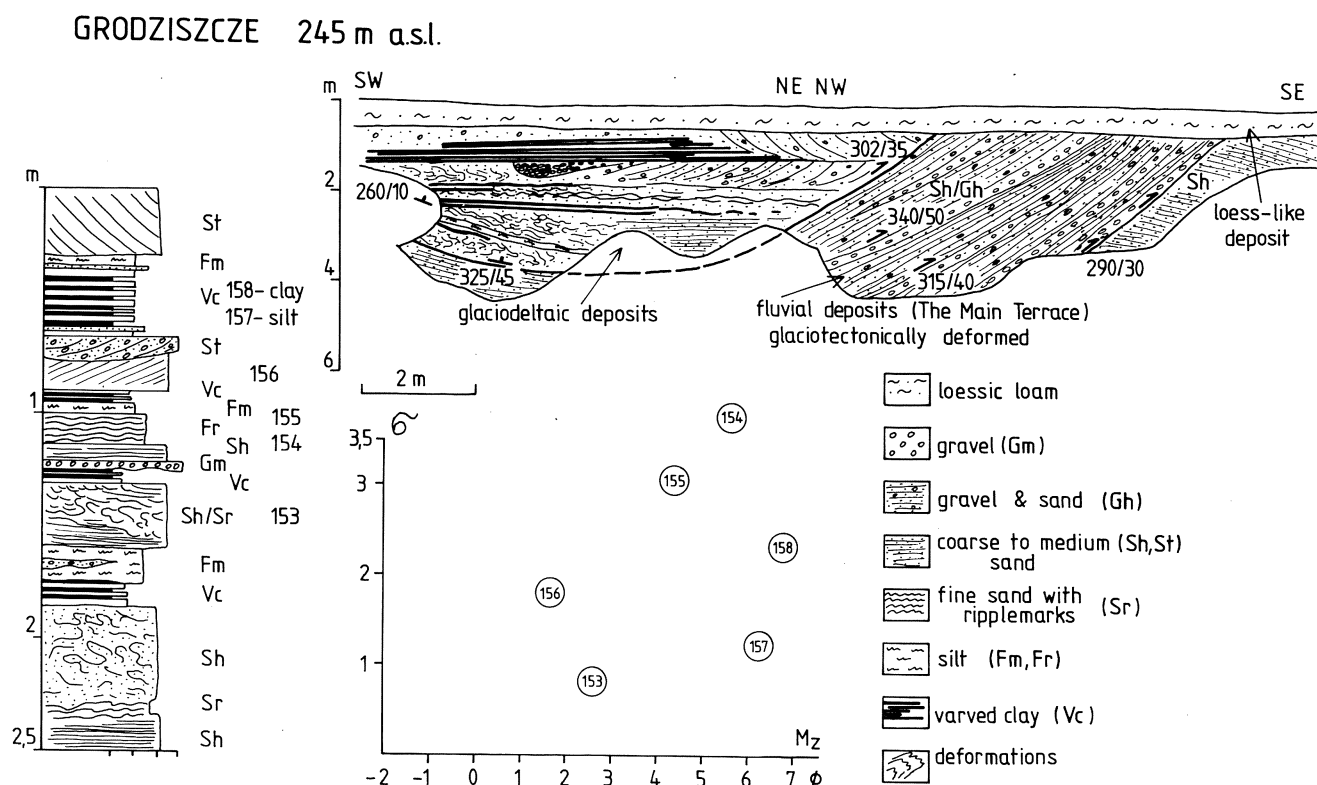 GRODZISZCZE 245 m a.s.l.
m
SW
NE NW
SE
2
4
6
260/10
325/45
302/35
Sh/Gh
340/50
315/40
Sh
290/30
loess-like
deposit
glaciodeltaic deposits
fluvial deposits (The Main Terrace)
glaciotectonically deformed
2 m
m
1
2
2,5
St
Fm
Vc 158- clay
157- silt
St
156
Vc
Fm
155
Fr
Sh 154
Gm
Vc
Sh/Sr 153
Fm
Vc
Sh
Sr
Sh
σ
3,5
3
2
1
154
155
158
156
157
153
Mz
-2 -1 0 1 2 3 4 5 6 7 ϕ
loessic loam
gravel (Gm)
gravel & sand (Gh)
coarse to medium (Sh,St)
sand
fine sand with
ripplemarks (Sr)
silt (Fm, Fr)
varved clay (Vc)
deformations